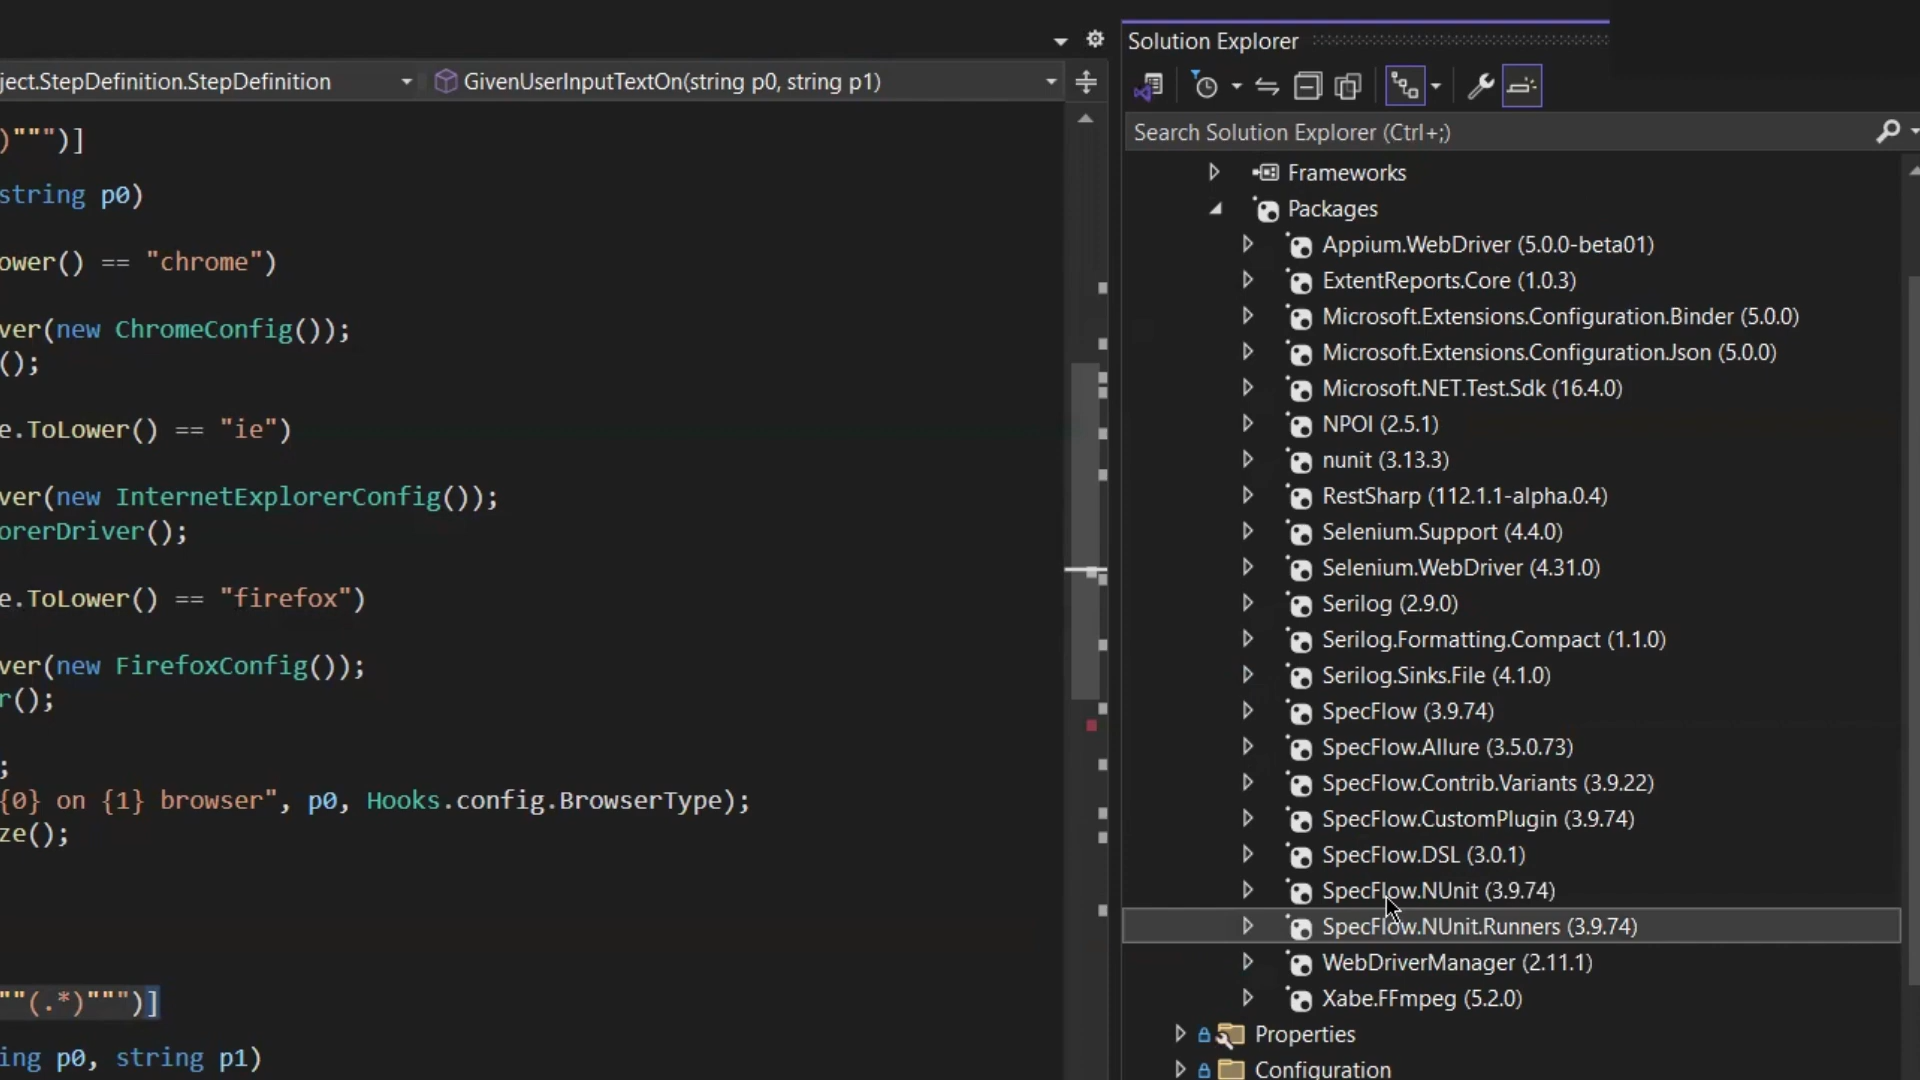 ject.StepDefinition.StepDefinition
GivenUserInputTextOn(string p0, string p1)
)""")]
string p0)
ower() == "chrome")
ver(new ChromeConfig());
();
e.ToLower() == "ie")
ver(new InternetExplorerConfig());
orerDriver();
e.ToLower() == "firefox")
ver(new FirefoxConfig());
r();
;
{0} on {1} browser", p0, Hooks.config.BrowserType);
ze();
""(.*)""")]
ing p0, string p1)
Solution Explorer
Search Solution Explorer (Ctrl+;)
Frameworks
Packages
Appium.WebDriver (5.0.0-beta01)
ExtentReports.Core (1.0.3)
Microsoft.Extensions.Configuration.Binder (5.0.0)
Microsoft.Extensions.Configuration.Json (5.0.0)
Microsoft.NET.Test.Sdk (16.4.0)
NPOI (2.5.1)
nunit (3.13.3)
RestSharp (112.1.1-alpha.0.4)
Selenium.Support (4.4.0)
Selenium.WebDriver (4.31.0)
Serilog (2.9.0)
Serilog.Formatting.Compact (1.1.0)
Serilog.Sinks.File (4.1.0)
SpecFlow (3.9.74)
SpecFlow.Allure (3.5.0.73)
SpecFlow.Contrib.Variants (3.9.22)
SpecFlow.CustomPlugin (3.9.74)
SpecFlow.DSL (3.0.1)
SpecFlow.NUnit (3.9.74)
SpecFlow.NUnit.Runners (3.9.74)
WebDriverManager (2.11.1)
Xabe.FFmpeg (5.2.0)
Properties
Configuration